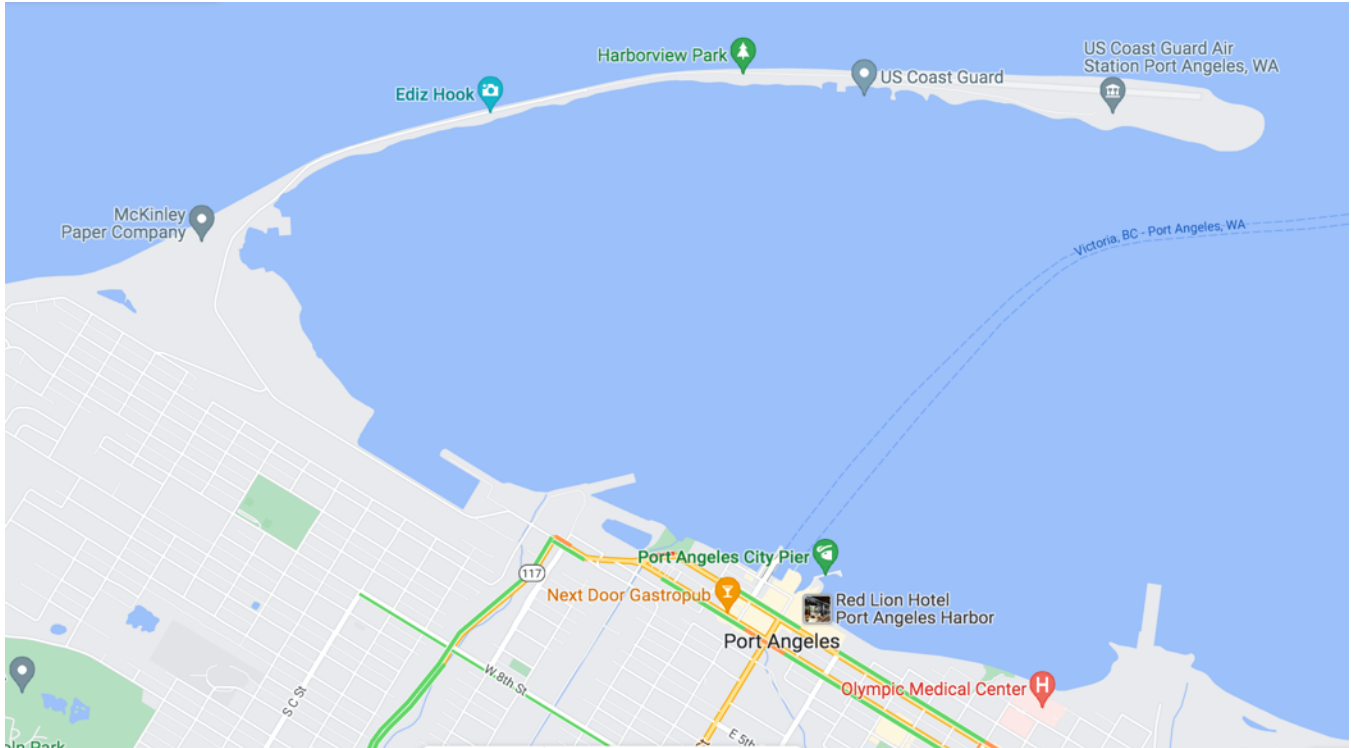 Harborview Park
US Coast Guard Air
Station Port Angeles, WA
US Coast Guard
Ediz Hook
McKinley
Paper Company
Victoria, BC - Port Angeles, WA
Port Angeles City Pier
117
Next Door Gastropub
Red Lion Hotel
Port Angeles Harbor
Port Angeles
W 8th St
S C St
Olympic Medical Center
H
E 5th
Park